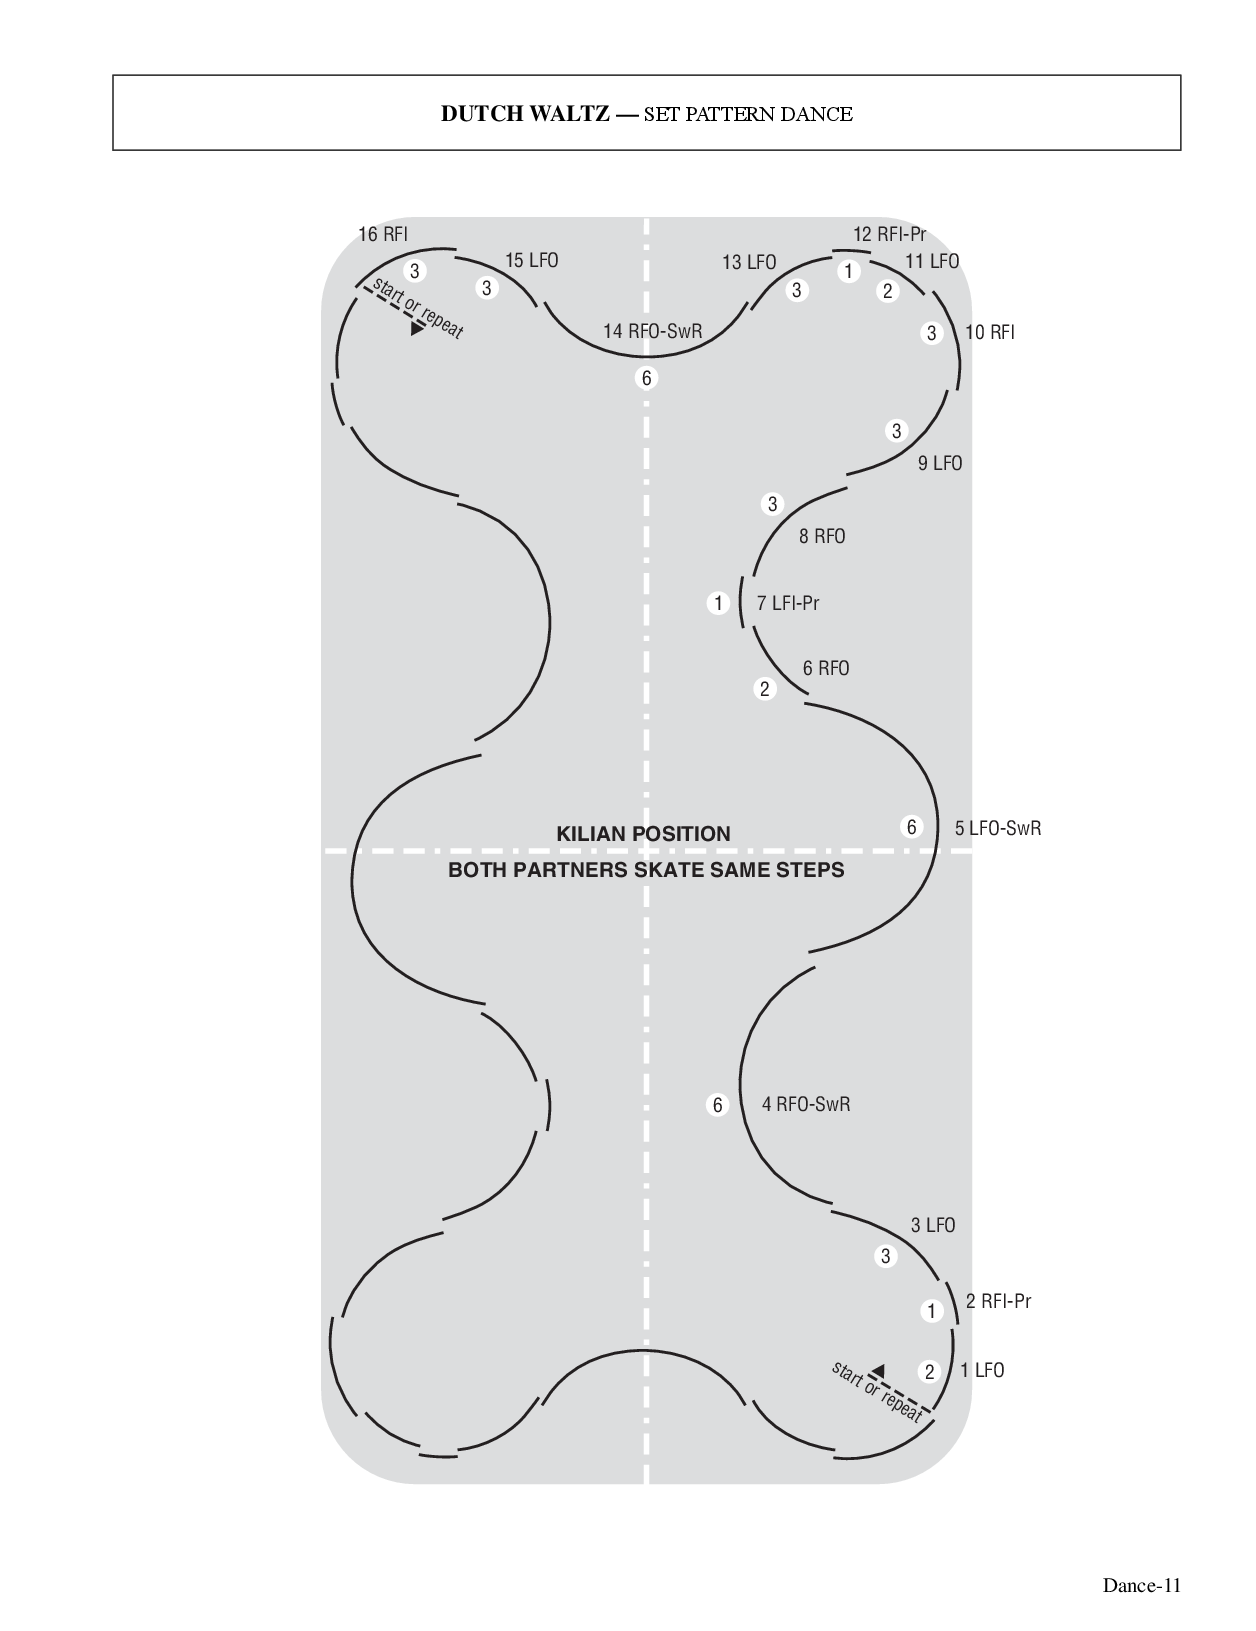 DUTCH WALTZ — SET PATTERN DANCE
16 RFI
3
start or repeat
15 LFO
3
14 RFO-SwR
6
13 LFO
3
12 RFI-Pr
1
11 LFO
2
10 RFI
3
9 LFO
3
8 RFO
3
7 LFI-Pr
1
6 RFO
2
5 LFO-SwR
6
KILIAN POSITION
BOTH PARTNERS SKATE SAME STEPS
4 RFO-SwR
6
3 LFO
3
2 RFI-Pr
1
1 LFO
2
start or repeat
Dance-11